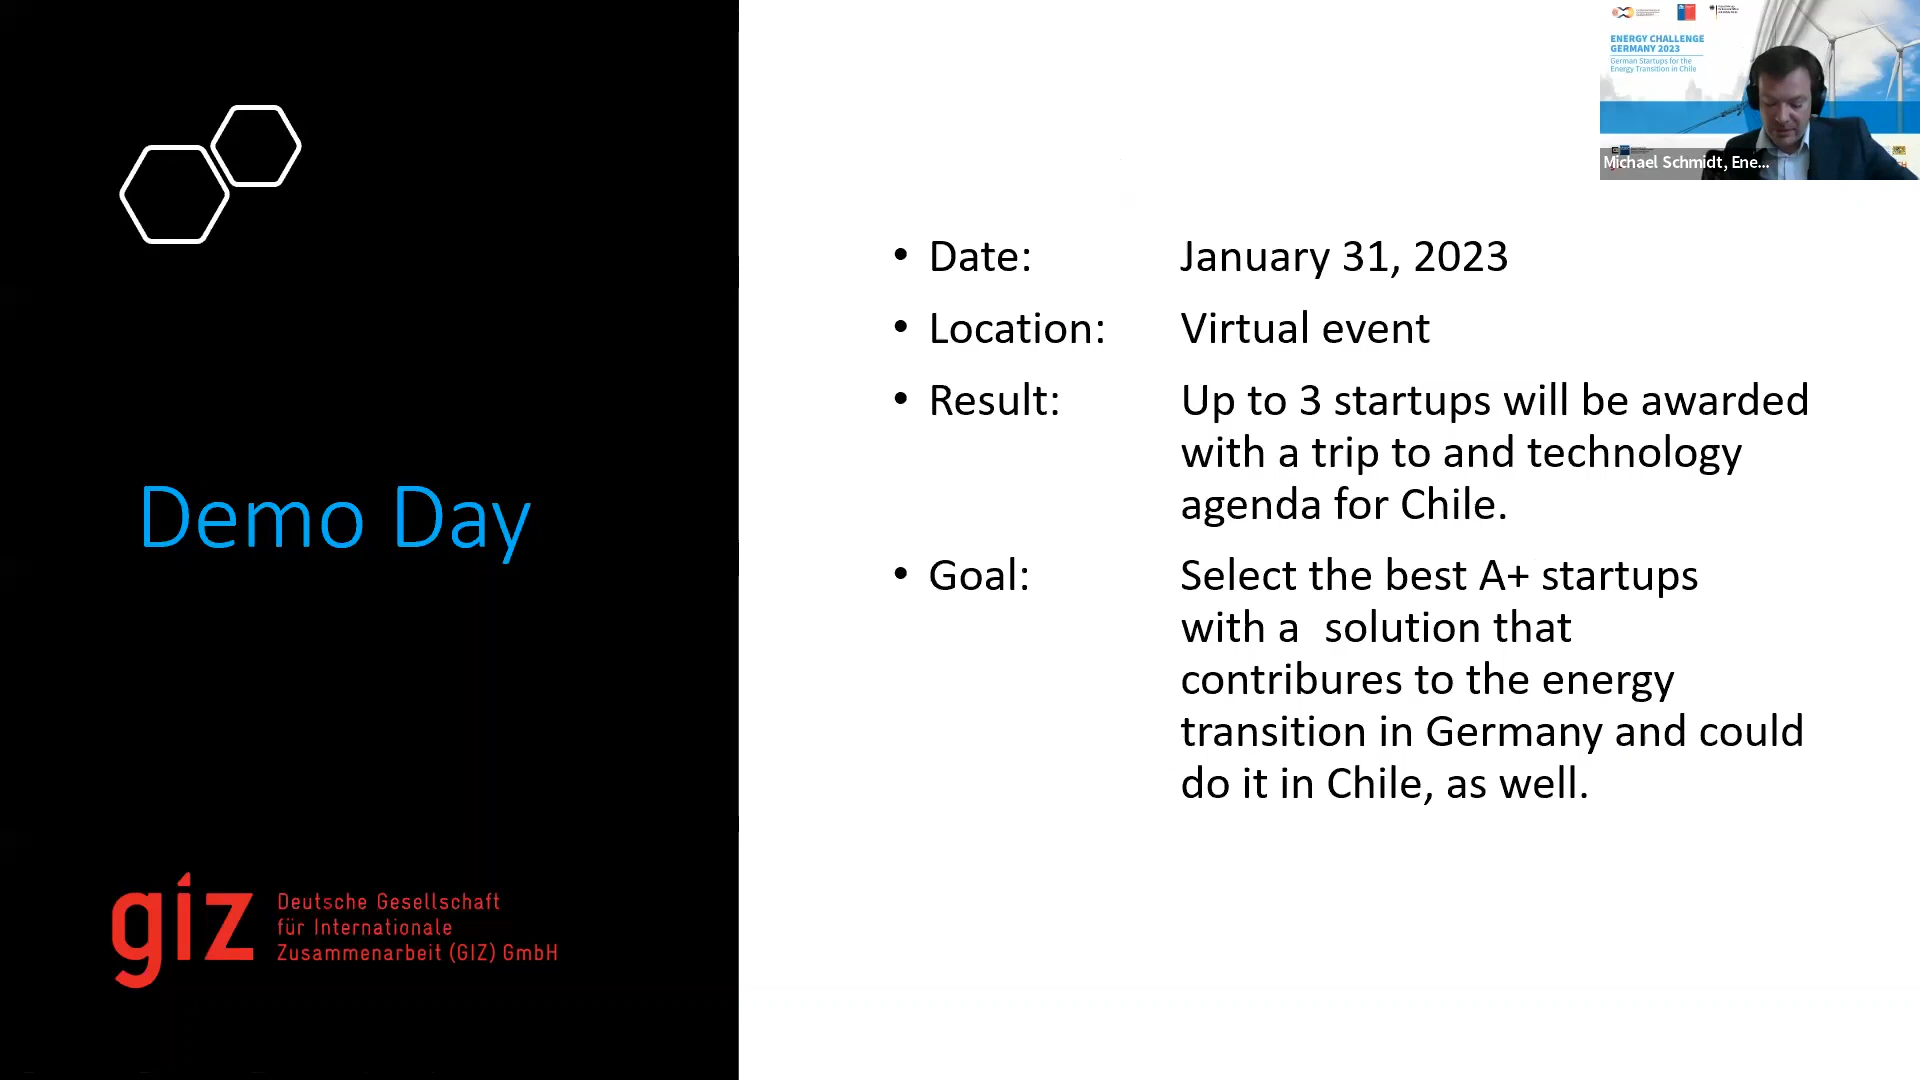 ENERGY CHALLENGE
GERMANY 2023
German Startups for the
Energy Transition in Chile
Michael Schmidt, Ene...
• Date: January 31, 2023
• Location: Virtual event
• Result: Up to 3 startups will be awarded
with a trip to and technology
agenda for Chile.
• Goal: Select the best A+ startups
with a  solution that
contribures to the energy
transition in Germany and could
do it in Chile, as well.
Demo Day
giz
Deutsche Gesellschaft
für Internationale
Zusammenarbeit (GIZ) GmbH